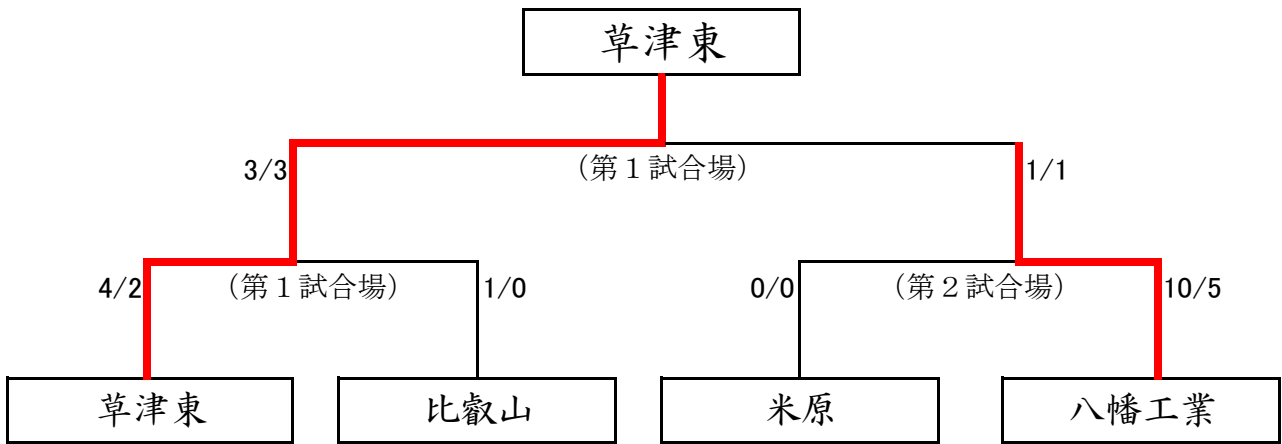 草津東
3/3
(第１試合場)
1/1
4/2
(第１試合場)
1/0
0/0
(第２試合場)
10/5
草津東
比叡山
米原
八幡工業